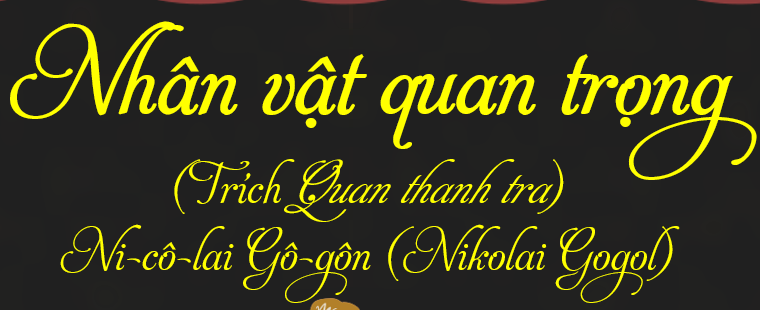 Nhân vật quan trọng
(Trích Quan thanh tra)
Ni-cô-lai Gô-gôn (Nikolai Gogol)